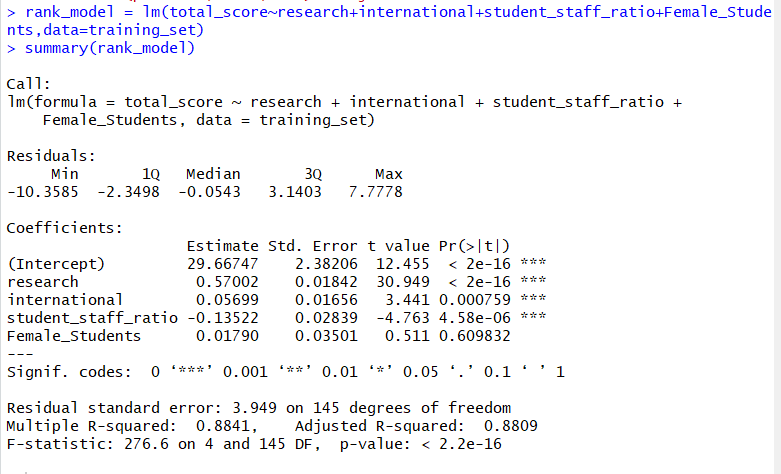 > rank_model = lm(total_score~research+international+student_staff_ratio+Female_Stude
nts,data=training_set)
> summary(rank_model)
Call:
lm(formula = total_score ~ research + international + student_staff_ratio +
    Female_Students, data = training_set)
Residuals:
     Min       1Q   Median       3Q      Max
-10.3585  -2.3498  -0.0543   3.1403   7.7778
Coefficients:
                    Estimate Std. Error t value Pr(>|t|)
(Intercept)         29.66747    2.38206  12.455  < 2e-16 ***
research             0.57002    0.01842  30.949  < 2e-16 ***
international        0.05699    0.01656   3.441 0.000759 ***
student_staff_ratio -0.13522    0.02839  -4.763 4.58e-06 ***
Female_Students      0.01790    0.03501   0.511 0.609832
---
Signif. codes:  0 ‘***’ 0.001 ‘**’ 0.01 ‘*’ 0.05 ‘.’ 0.1 ‘ ’ 1
Residual standard error: 3.949 on 145 degrees of freedom
Multiple R-squared:  0.8841,    Adjusted R-squared:  0.8809
F-statistic: 276.6 on 4 and 145 DF,  p-value: < 2.2e-16